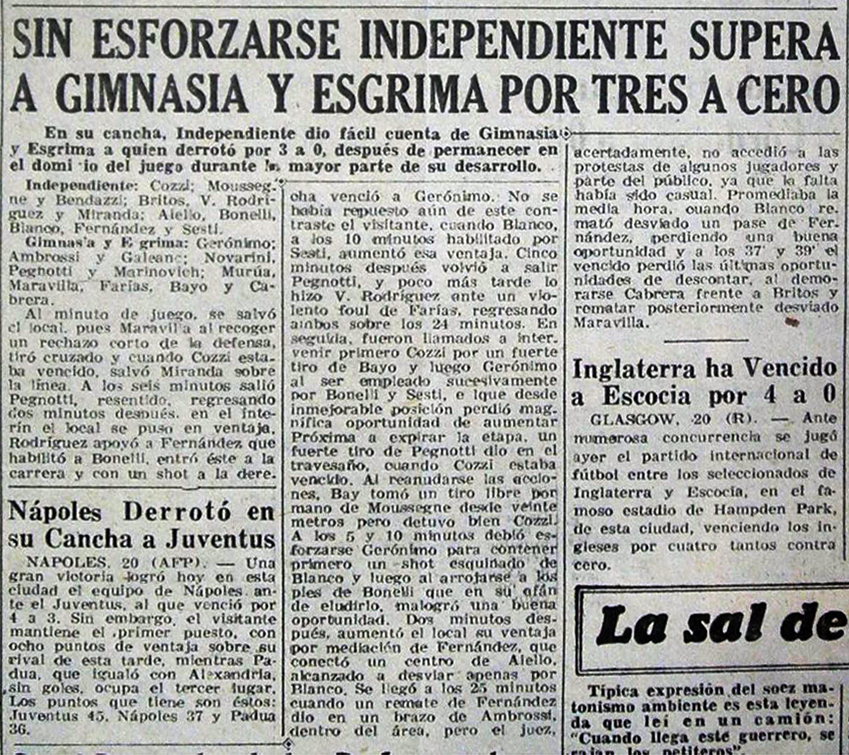 SIN ESFORZARSE INDEPENDIENTE SUPERA
A GIMNASIA Y ESGRIMA POR TRES A CERO
En su cancha, Independiente dio fácil cuenta de Gimnasia
y Esgrima a quien derrotó por 3 a 0, después de permanecer en
el domi io del juego durante la mayor parte de su desarrollo.
Independiente: Cozzi; Mousseg-
ne y Bendazzi; Britos, V. Rodrí-
guez y Miranda; Aiello, Bonelli,
Blanco, Fernández y Sesti.
Gimnas'a y E grima: Gerónimo;
Ambrossi y Galeano; Novarini,
Pegnotti y Marinovich; Murúa,
Maravilla, Farías, Bayo y Ca-
brera.
Al minuto de juego, se salvó
el local, pues Maravilla al recoger
un rechazo corto de la defensa,
tiró cruzado y cuando Cozzi esta-
ba vencido, salvó Miranda sobre
la línea. A los seis minutos salió
Pegnotti, resentido, regresando
dos minutos después, en el inte-
rín el local se puso en ventaja,
Rodríguez apoyó a Fernández que
habilitó a Bonelli, entró éste a la
carrera y con un shot a la dere.
cha venció a Gerónimo. No se
había repuesto aún de este con-
traste el visitante, cuando Blanco,
a los 10 minutos habilitado por
Sesti, aumentó esa ventaja. Cinco
minutos después volvió a salir
Pegnotti, y poco más tarde lo
hizo V. Rodríguez ante un vio-
lento foul de Farías, regresando
ambos sobre los 24 minutos. En
seguida, fueron llamados a inter.
venir primero Cozzi por un fuerte
tiro de Bayo y luego Gerónimo
al ser empleado sucesivamente
por Bonelli y Sesti, e ique desde
inmejorable posición perdió mag-
nífica oportunidad de aumentar
Próxima a expirar la etapa, un
fuerte tiro de Pegnotti dio en el
travesaño, cuando Cozzi estaba
vencido. Al reanudarse las accio-
nes, Bay tomó un tiro libre por
mano de Moussegne desde veinte
metros pero detuvo bien Cozzi.
A los 5 y 10 minutos debió es-
forzarse Gerónimo para contener
primero un shot esquinado de
Blanco y luego al arrojarse a los
pies de Bonelli que en su afán
de eludirlo, malogró una buena
oportunidad. Dos minutos des-
pués, aumentó el local su ventaja
por mediación de Fernández, que
conectó un centro de Aiello,
alcanzado a desviar apenas por
Blanco. Se llegó a los 25 minutos
cuando un remate de Fernández
dio en un brazo de Ambrossi,
dentro del área, pero el juez,
acertadamente, no accedió a las
protestas de algunos jugadores y
parte del público, ya que la falta
había sido casual. Promediaba la
media hora, cuando Blanco re-
mató desviado un pase de Fer-
nández, perdiendo una buena
oportunidad y a los 37' y 39' el
vencido perdió las últimas oportu-
nidades de descontar, al demo-
rarse Cabrera frente a Britos y
rematar posteriormente desviado
Maravilla.
Nápoles Derrotó en
su Cancha a Juventus
NAPOLES, 20 (AFP). — Una
gran victoria logró hoy en esta
ciudad el equipo de Nápoles an-
te el Juventus, al que venció por
4 a 3. Sin embargo, el visitante
mantiene el primer puesto, con
ocho puntos de ventaja sobre su
rival de esta tarde, mientras Pa-
dua, que igualó con Alexandria,
sin goles, ocupa el tercer lugar.
Los puntos que tiene son éstos:
Juventus 45, Nápoles 37 y Padua
36.
Inglaterra ha Vencido
a Escocia por 4 a 0
GLASGOW, 20 (R). — Ante
numerosa concurrencia se jugó
ayer el partido internacional de
fútbol entre los seleccionados de
Inglaterra y Escocia, en el fa-
moso estadio de Hampden Park,
de esta ciudad, venciendo los in-
gleses por cuatro tantos contra
cero.
La sal de
Típica expresión del soez ma-
tonismo ambiente es esta leyen-
da que leí en un camión:
"Cuando llega este guerrero, se
rajan los petiteros".